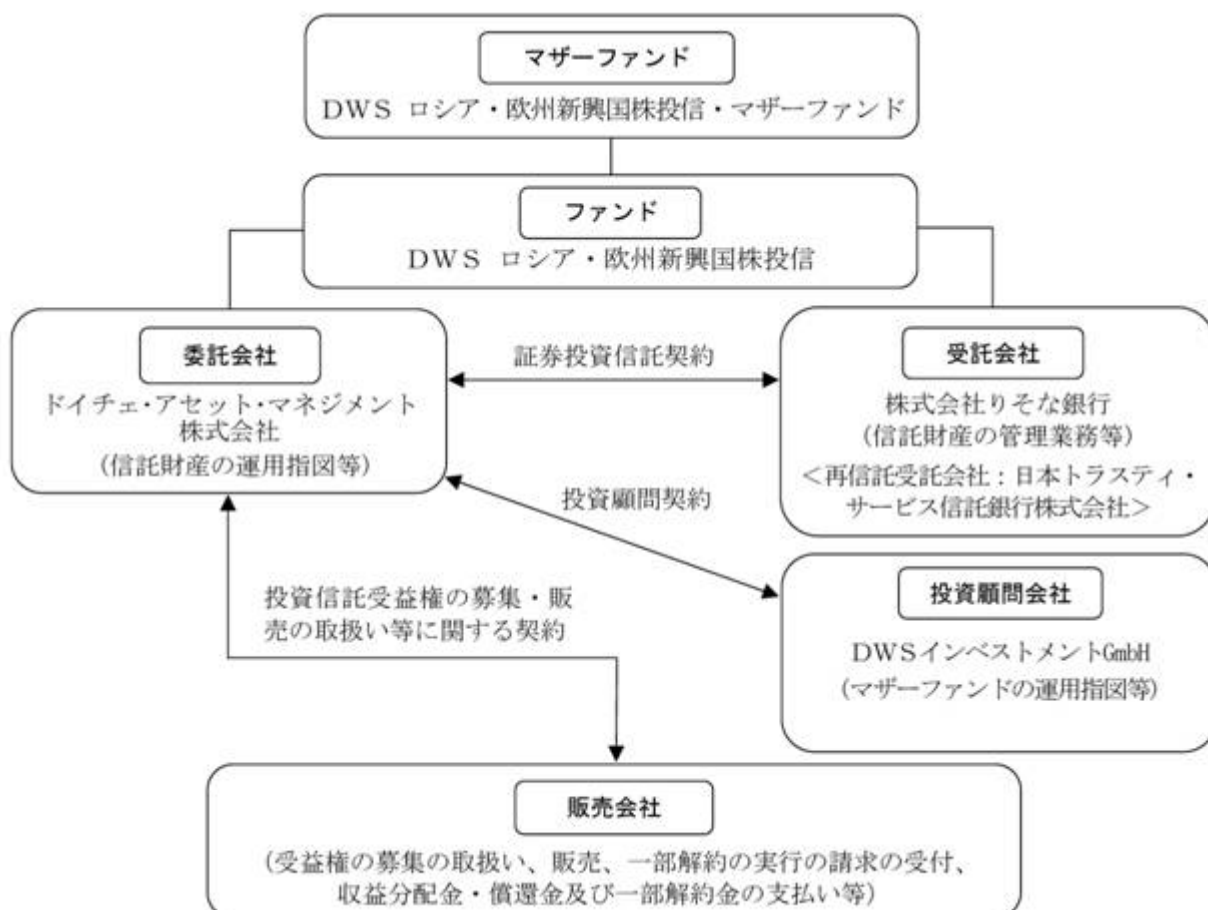 マザーファンド
DWS ロシア・欧州新興国株投信・マザーファンド
ファンド
DWS ロシア・欧州新興国株投信
委託会社
ドイチェ・アセット・マネジメント
株式会社
(信託財産の運用指図等)
証券投資信託契約
受託会社
株式会社りそな銀行
(信託財産の管理業務等)
<再信託受託会社:日本トラスティ・
サービス信託銀行株式会社>
投資顧問契約
投資顧問会社
DWSインベストメントGmbH
(マザーファンドの運用指図等)
投資信託受益権の募集・販
売の取扱い等に関する契約
販売会社
(受益権の募集の取扱い、販売、一部解約の実行の請求の受付、
収益分配金・償還金及び一部解約金の支払い等)